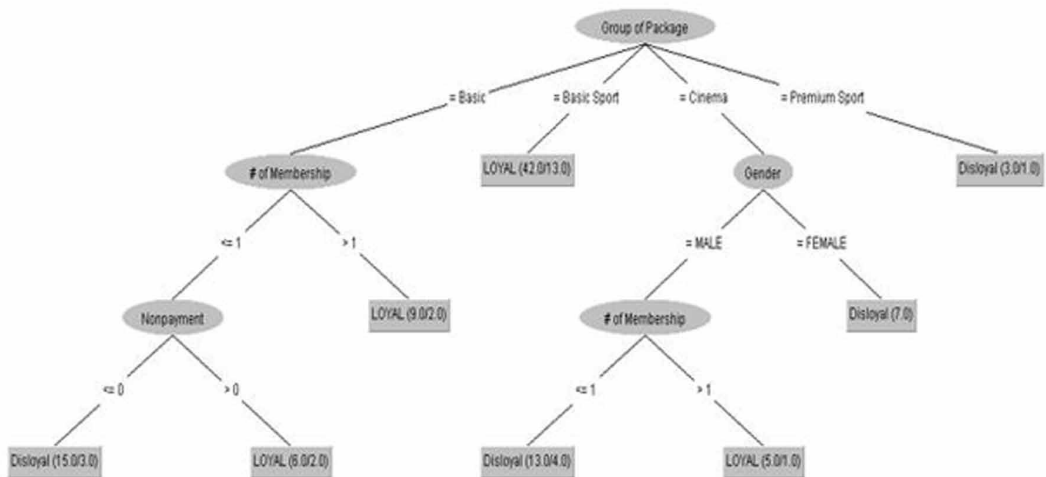 Group of Package
= Basic
= Basic Sport
= Cinema
= Premium Sport
# of Membership
LOYAL (42.0/13.0)
Gender
Disloyal (3.0/1.0)
<= 1
> 1
= MALE
= FEMALE
Nonpayment
LOYAL (9.0/2.0)
# of Membership
Disloyal (7.0)
<= 0
> 0
<= 1
> 1
Disloyal (15.0/3.0)
LOYAL (6.0/2.0)
Disloyal (13.0/4.0)
LOYAL (5.0/1.0)